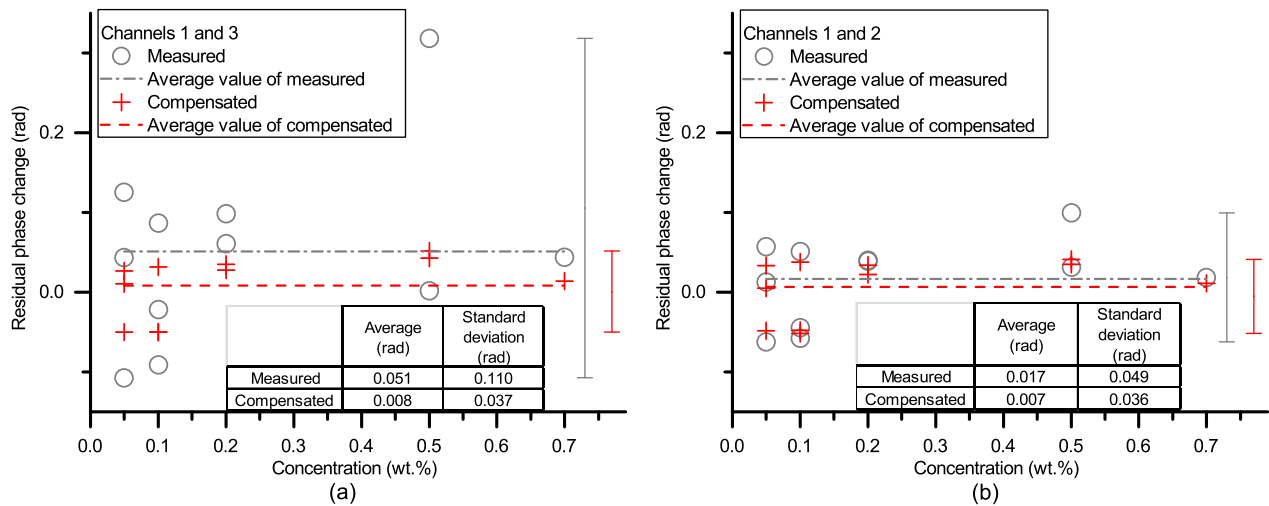 Channels 1 and 3
Measured
Average value of measured
Compensated
Average value of compensated
Residual phase change (rad)
0.2
0.0
Average
(rad)
Standard
deviation
(rad)
Measured 0.051 0.110
Compensated 0.008 0.037
0.0 0.1 0.2 0.3 0.4 0.5 0.6 0.7
Concentration (wt.%)
(a)
Channels 1 and 2
Measured
Average value of measured
Compensated
Average value of compensated
Residual phase change (rad)
0.2
0.0
Average
(rad)
Standard
deviation
(rad)
Measured 0.017 0.049
Compensated 0.007 0.036
0.0 0.1 0.2 0.3 0.4 0.5 0.6 0.7
Concentration (wt.%)
(b)